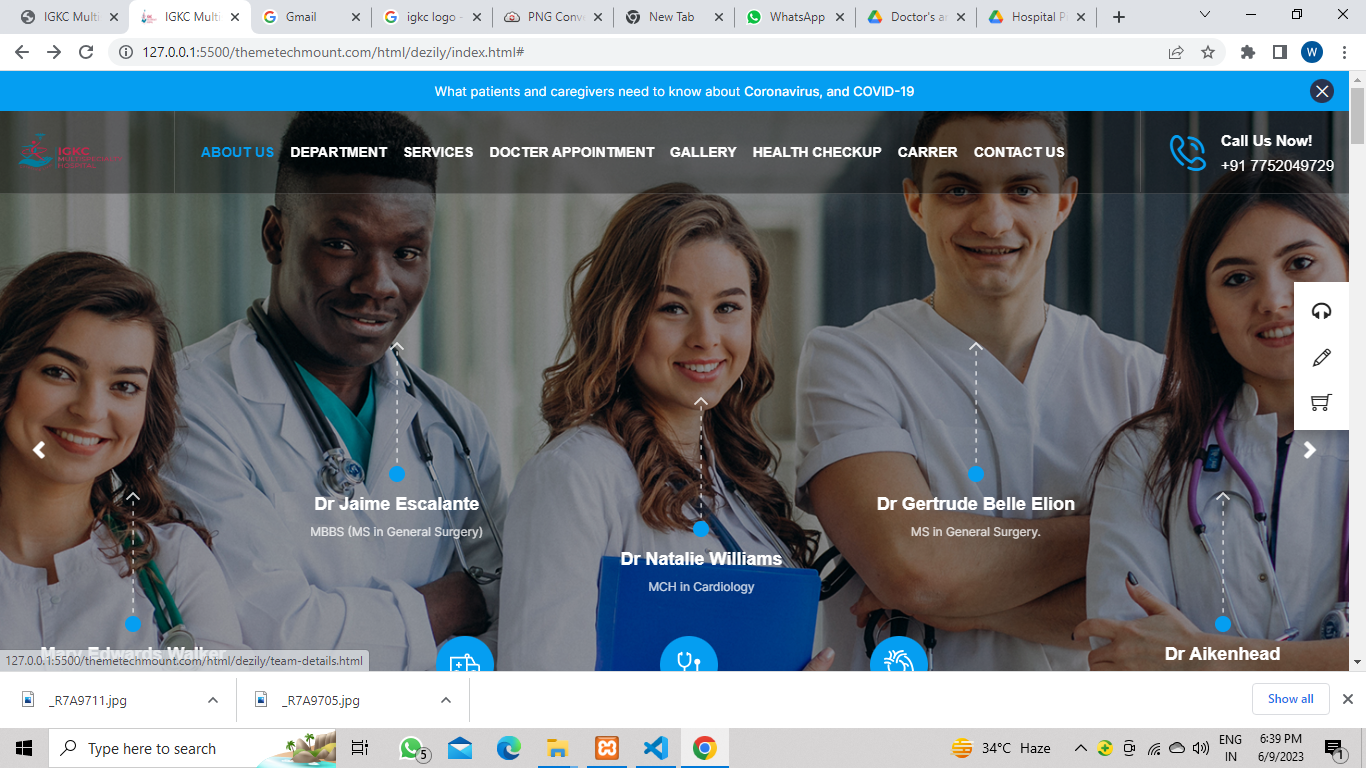 IGKC Multi
IGKC Multi
Gmail
igkc logo -
PNG Conv
New Tab
WhatsApp
Doctor's a
Hospital P
127.0.0.1:5500/themetechmount.com/html/dezily/index.html#
W
What patients and caregivers need to know about Coronavirus, and COVID-19
IGKC
MULTISPECIALITY
HOSPITAL
ABOUT US
DEPARTMENT
SERVICES
DOCTER APPOINTMENT
GALLERY
HEALTH CHECKUP
CARRER
CONTACT US
Call Us Now!
+91 7752049729
Dr Jaime Escalante
MBBS (MS in General Surgery)
Dr Gertrude Belle Elion
MS in General Surgery.
Dr Natalie Williams
MCH in Cardiology
Mary Edwards Walker
Dr Aikenhead
127.0.0.1:5500/themetechmount.com/html/dezily/team-details.html
_R7A9711.jpg
_R7A9705.jpg
Show all
Type here to search
5
34°C Haze
ENG
IN
6:39 PM
6/9/2023
1